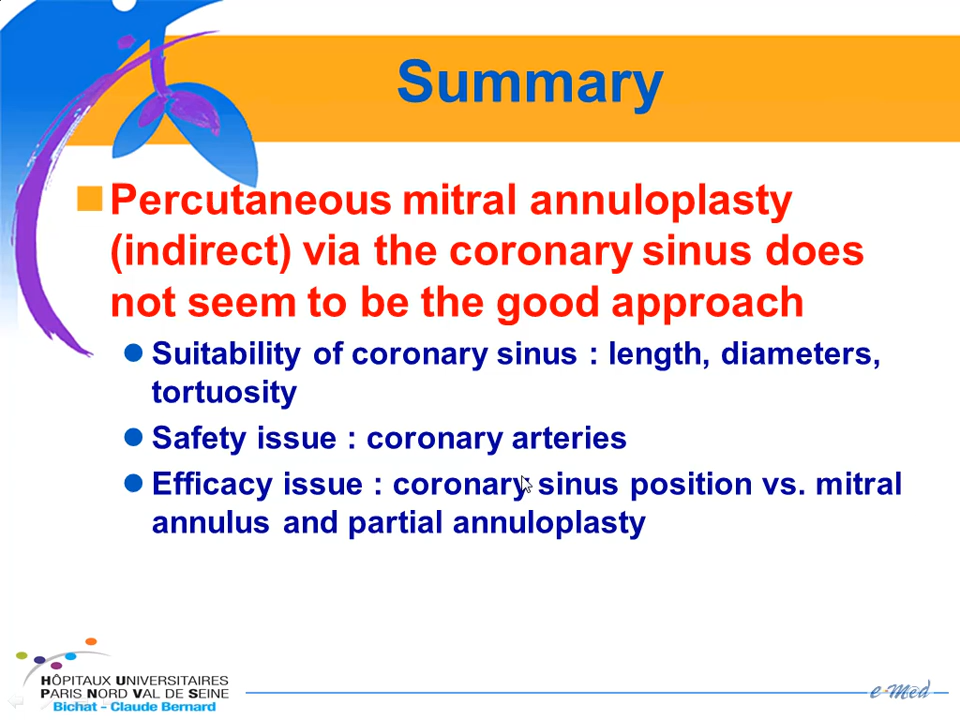 Summary
Percutaneous mitral annuloplasty
(indirect) via the coronary sinus does
not seem to be the good approach
Suitability of coronary sinus : length, diameters,
tortuosity
Safety issue : coronary arteries
Efficacy issue : coronary sinus position vs. mitral
annulus and partial annuloplasty
HÔPITAUX UNIVERSITAIRES
PARIS NORD VAL DE SEINE
Bichat – Claude Bernard
e-Med